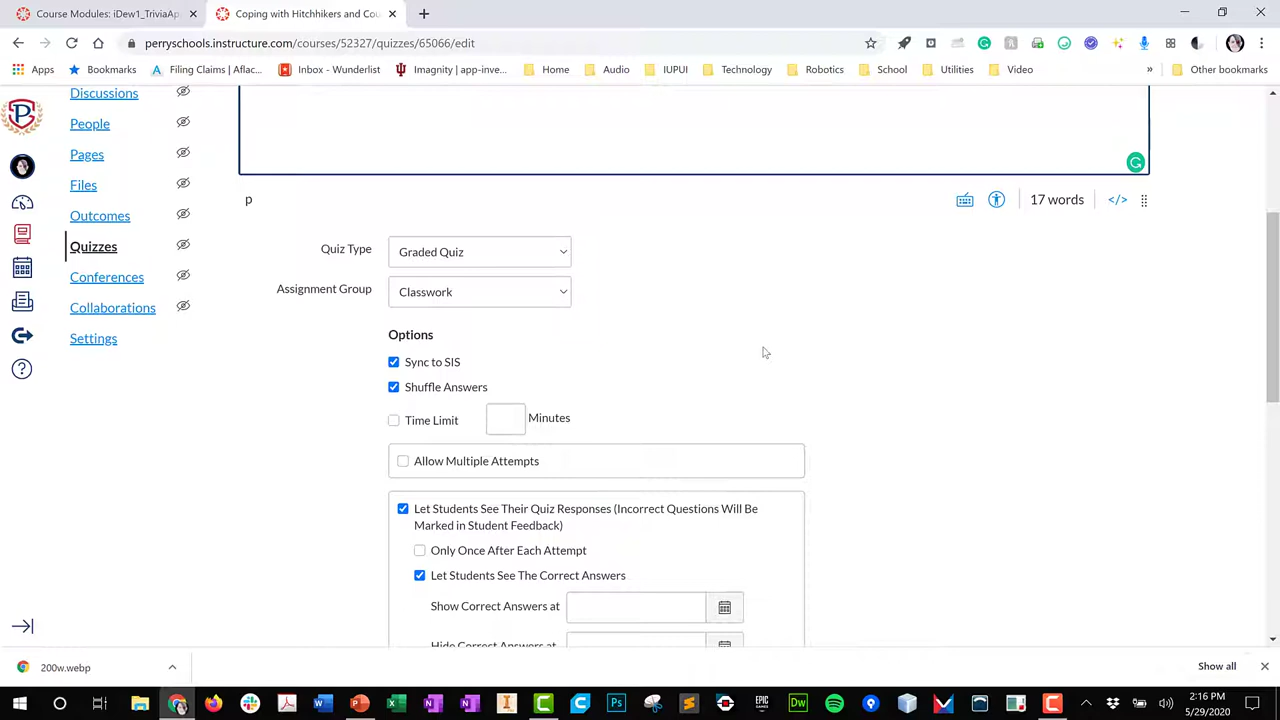 Course Modules: iDew1_TriviaAp
Coping with Hitchhikers and Cou
perryschools.instructure.com/courses/52327/quizzes/65066/edit
Apps
Bookmarks
Filing Claims | Aflac...
Inbox - Wunderlist
Imagnity | app-inve...
Home
Audio
IUPUI
Technology
Robotics
School
Utilities
Video
»
Other bookmarks
Discussions
People
Pages
Files
Outcomes
Quizzes
Conferences
Collaborations
Settings
p
17 words
</>
Quiz Type
Graded Quiz
Assignment Group
Classwork
Options
Sync to SIS
Shuffle Answers
Time Limit
Minutes
Allow Multiple Attempts
Let Students See Their Quiz Responses (Incorrect Questions Will Be
Marked in Student Feedback)
Only Once After Each Attempt
Let Students See The Correct Answers
Show Correct Answers at
Hide Correct Answers at
200w.webp
Show all
2:16 PM
5/29/2020